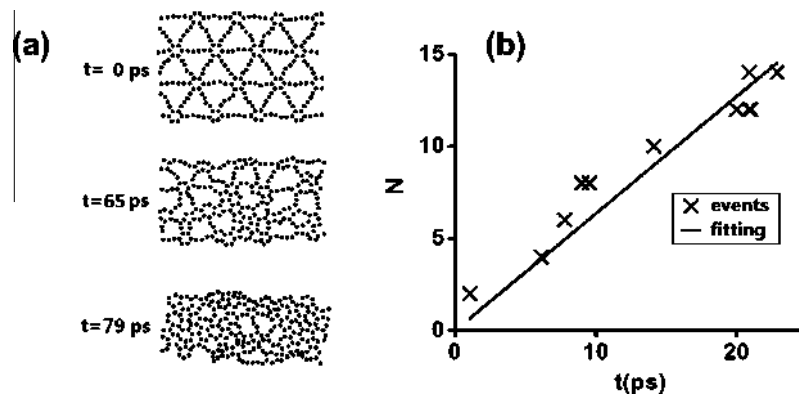 (a)
t= 0 ps
t=65 ps
t=79 ps
(b)
15
10
5
0
N
× events
— fitting
0 10 20
t(ps)